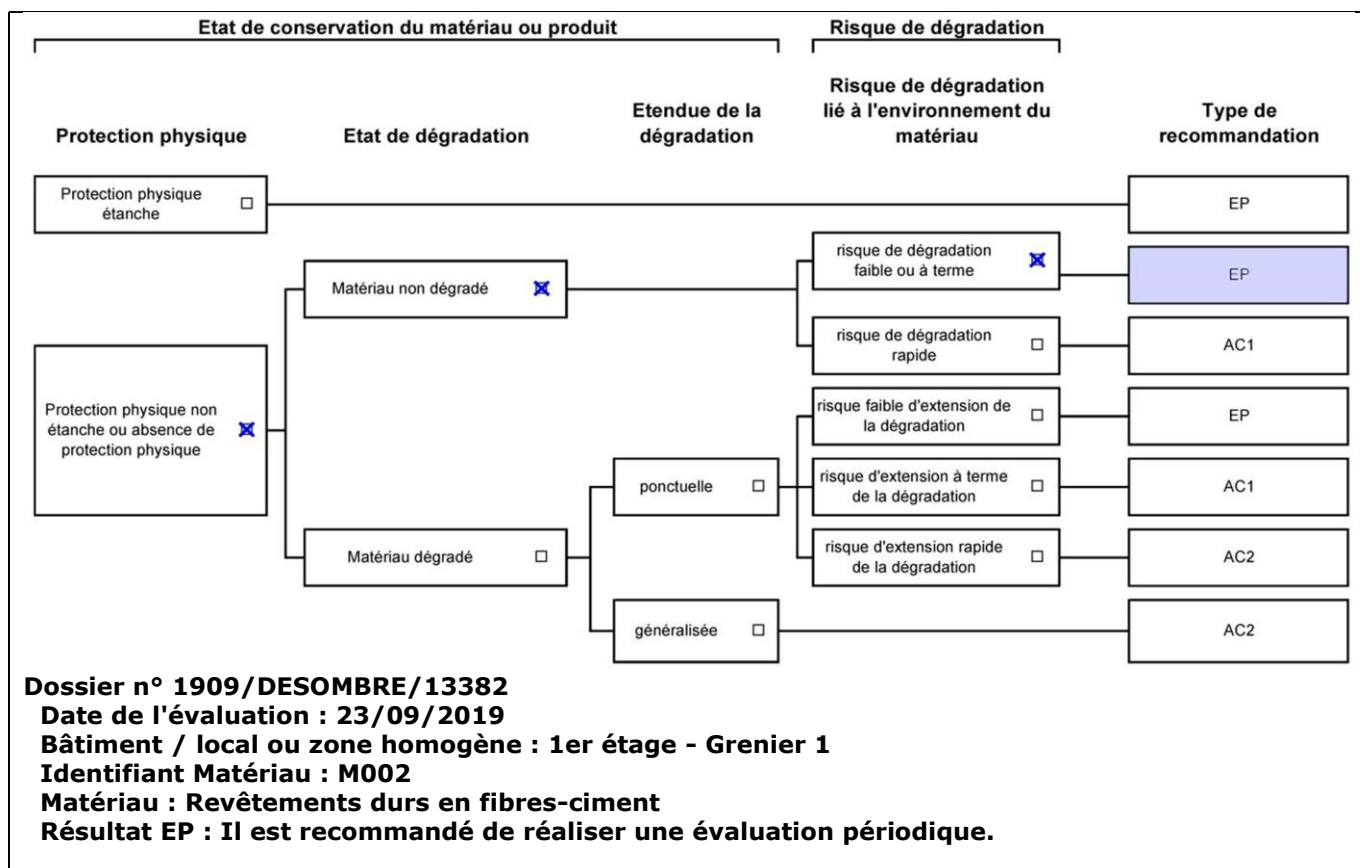 Etat de conservation du matériau ou produit
Risque de dégradation
Protection physique
Etat de dégradation
Etendue de la
dégradation
Risque de dégradation
lié à l'environnement du
matériau
Type de
recommandation
Protection physique
étanche
EP
risque de dégradation
faible ou à terme
EP
Matériau non dégradé
risque de dégradation
rapide
AC1
Protection physique non
étanche ou absence de
protection physique
risque faible d'extension de
la dégradation
EP
ponctuelle
risque d'extension à terme
de la dégradation
AC1
Matériau dégradé
risque d'extension rapide
de la dégradation
AC2
généralisée
AC2
Dossier n° 1909/DESOMBRE/13382
Date de l'évaluation : 23/09/2019
Bâtiment / local ou zone homogène : 1er étage - Grenier 1
Identifiant Matériau : M002
Matériau : Revêtements durs en fibres-ciment
Résultat EP : Il est recommandé de réaliser une évaluation périodique.